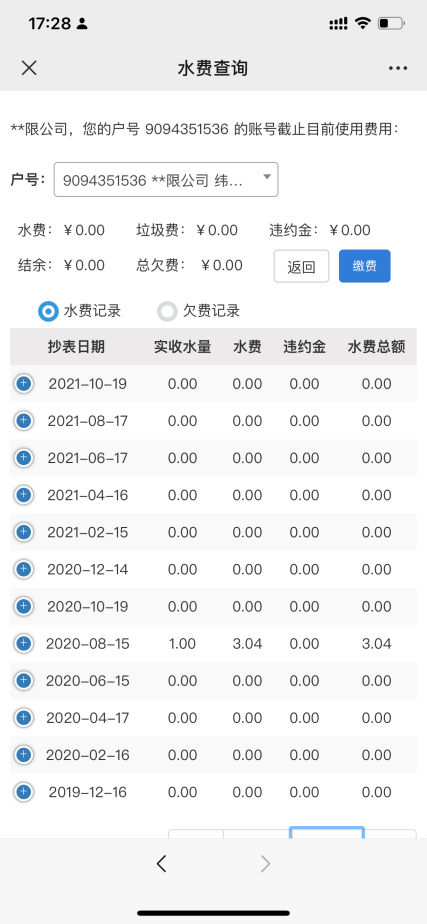 17:28
水费查询
**限公司，您的户号 9094351536 的账号截止目前使用费用：
户号： 9094351536 **限公司 纬...
水费： ￥0.00 垃圾费： ￥0.00 违约金： ￥0.00
结余： ￥0.00 总欠费： ￥0.00 返回 缴费
水费记录 欠费记录
抄表日期 实收水量 水费 违约金 水费总额
2021-10-19 0.00 0.00 0.00 0.00
2021-08-17 0.00 0.00 0.00 0.00
2021-06-17 0.00 0.00 0.00 0.00
2021-04-16 0.00 0.00 0.00 0.00
2021-02-15 0.00 0.00 0.00 0.00
2020-12-14 0.00 0.00 0.00 0.00
2020-10-19 0.00 0.00 0.00 0.00
2020-08-15 1.00 3.04 0.00 3.04
2020-06-15 0.00 0.00 0.00 0.00
2020-04-17 0.00 0.00 0.00 0.00
2020-02-16 0.00 0.00 0.00 0.00
2019-12-16 0.00 0.00 0.00 0.00